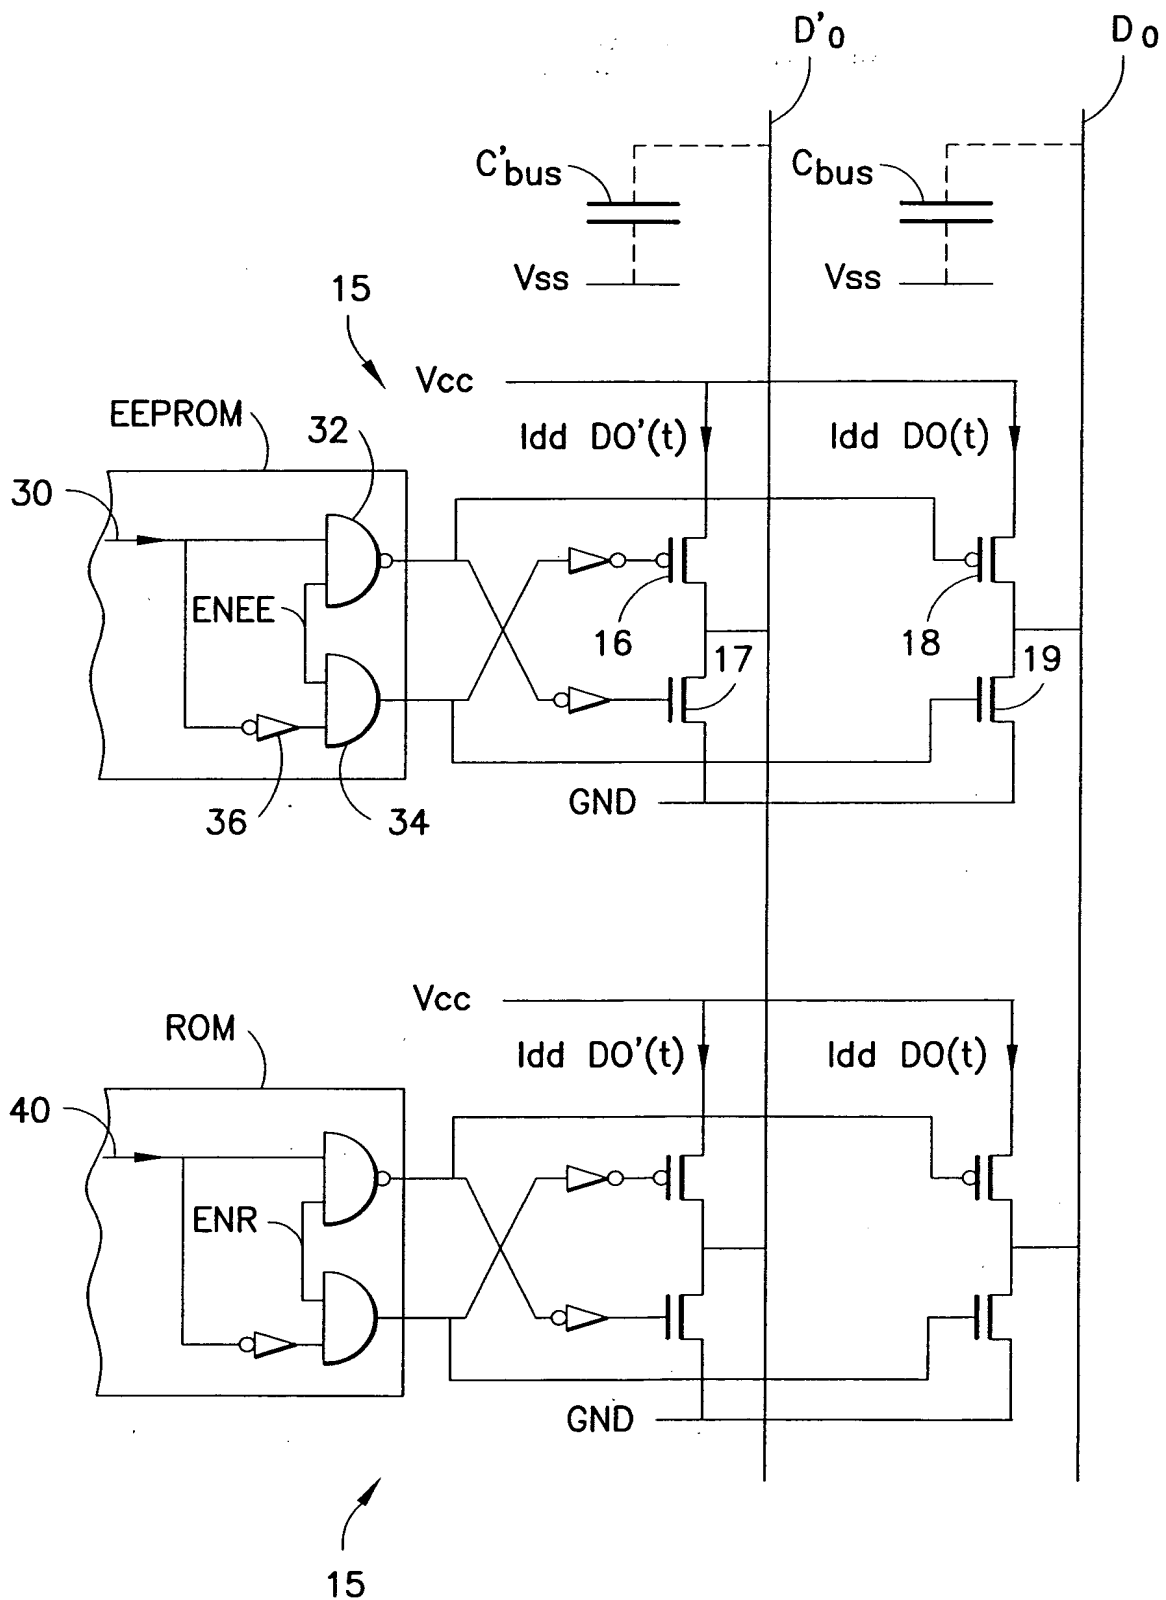 D'0
D0
C'bus
Cbus
Vss
Vss
15
Vcc
EEPROM
32
Idd DO'(t)
Idd DO(t)
30
ENEE
16
17
18
19
36
34
GND
Vcc
ROM
Idd DO'(t)
Idd DO(t)
40
ENR
GND
15